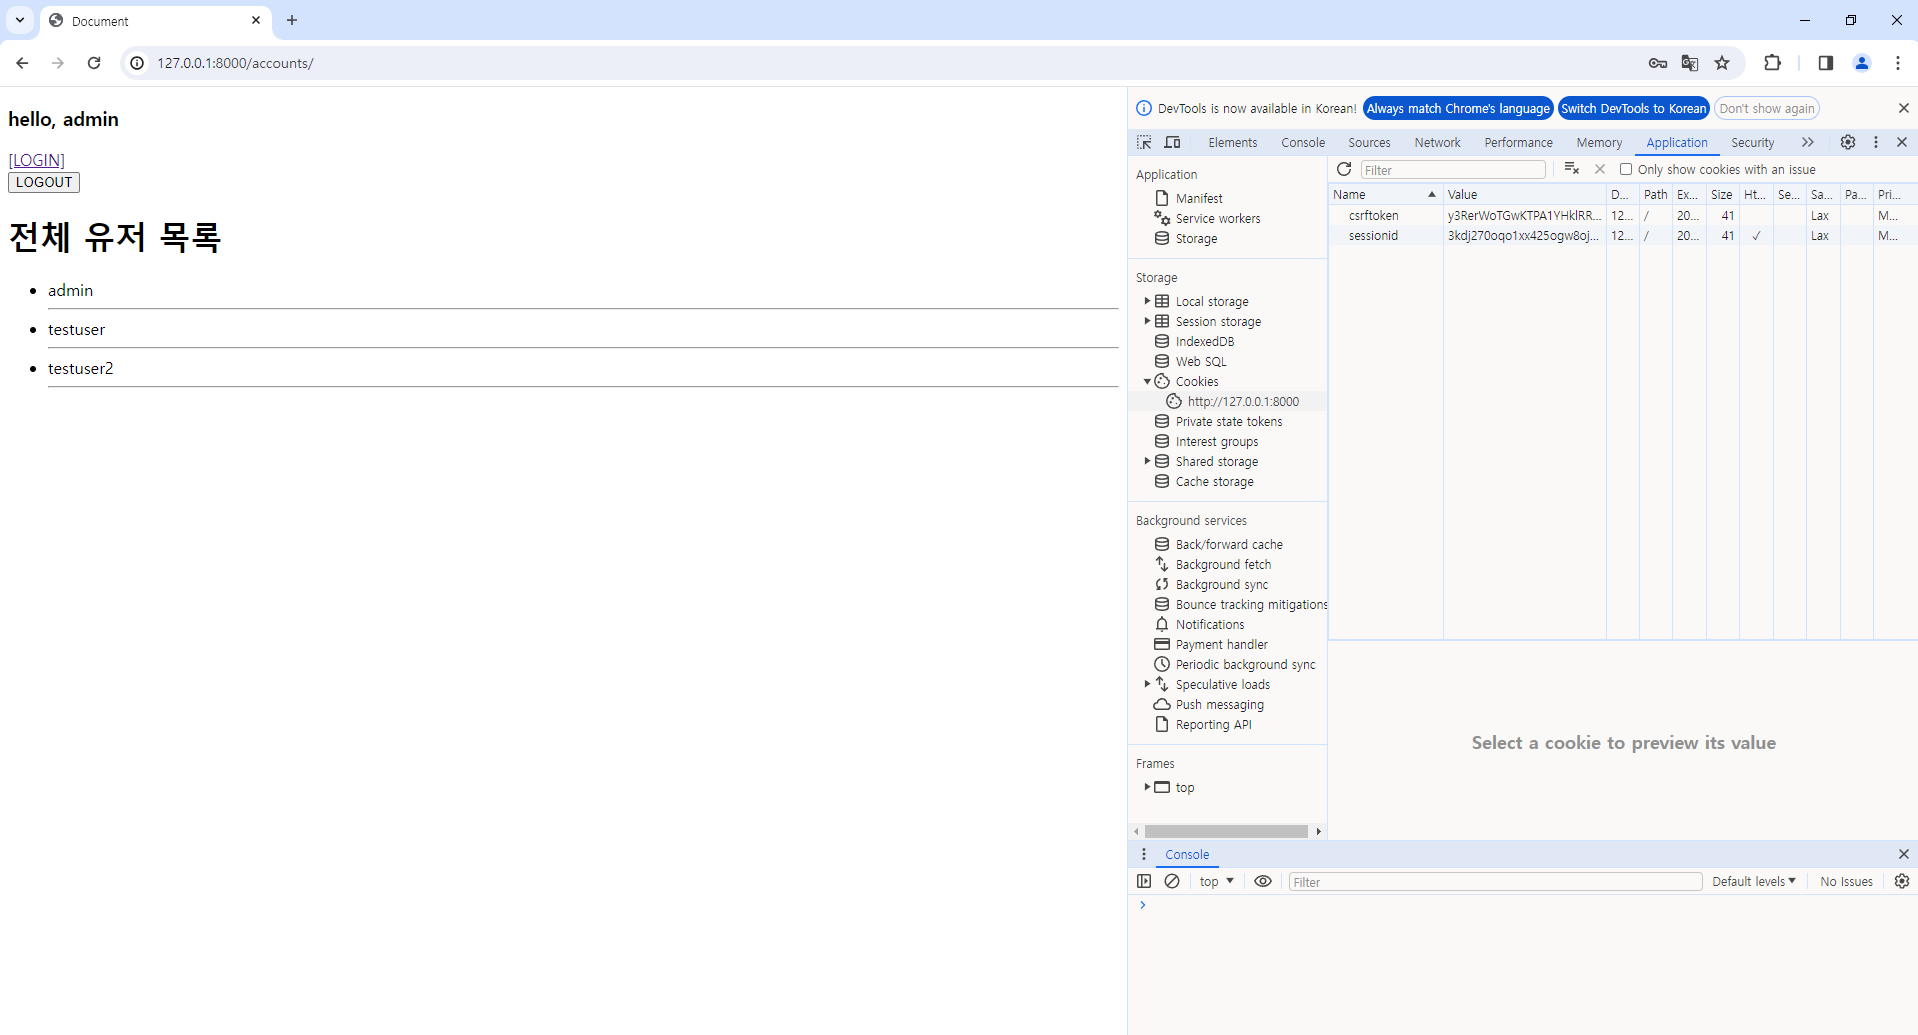 Document
127.0.0.1:8000/accounts/
hello, admin
[LOGIN]
LOGOUT
전체 유저 목록
admin
testuser
testuser2
DevTools is now available in Korean! Always match Chrome's language Switch DevTools to Korean Don't show again
Elements Console Sources Network Performance Memory Application Security
Application
Manifest
Service workers
Storage
Storage
Local storage
Session storage
IndexedDB
Web SQL
Cookies
http://127.0.0.1:8000
Private state tokens
Interest groups
Shared storage
Cache storage
Background services
Back/forward cache
Background fetch
Background sync
Bounce tracking mitigations
Notifications
Payment handler
Periodic background sync
Speculative loads
Push messaging
Reporting API
Frames
top
Filter Only show cookies with an issue
Name Value D... Path Ex... Size Ht... Se... Sa... Pa... Pri...
csrftoken y3RerWoTGwKTPA1YHklRR... 12... / 20... 41 Lax M...
sessionid 3kdj270oqo1xx425ogw8oj... 12... / 20... 41 ✓ Lax M...
Select a cookie to preview its value
Console
top Filter Default levels No Issues